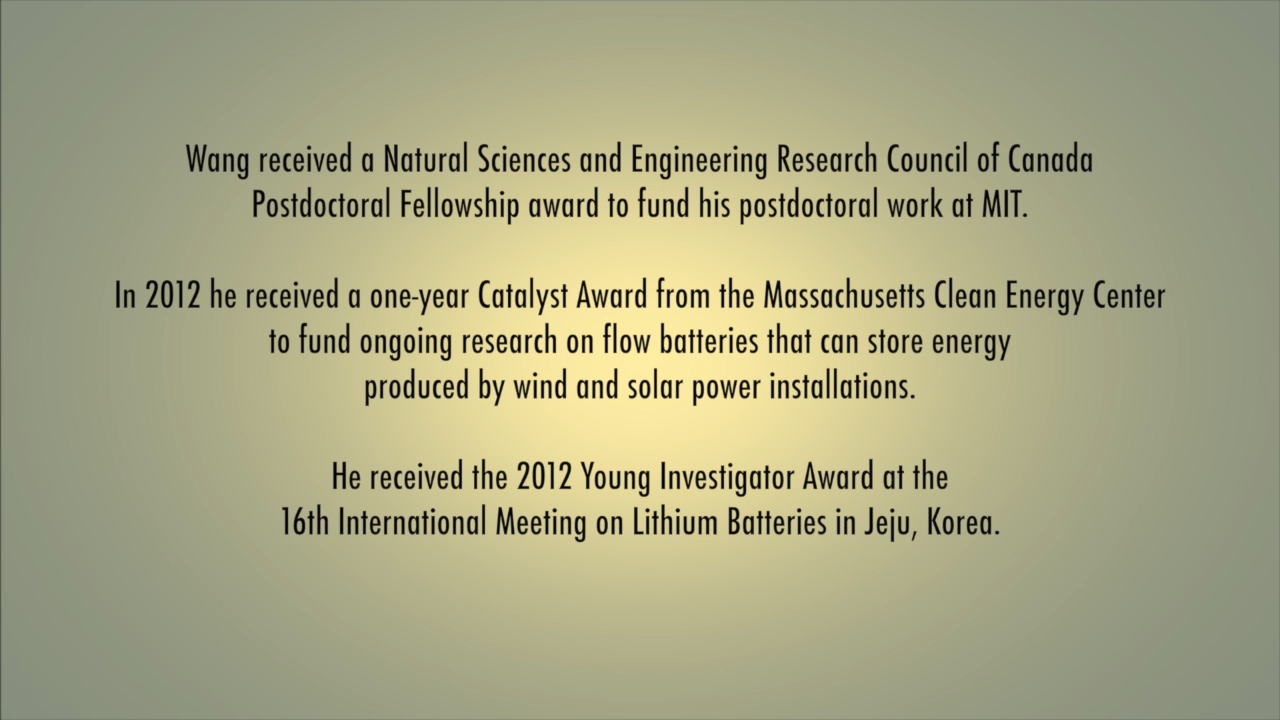 Wang received a Natural Sciences and Engineering Research Council of Canada
Postdoctoral Fellowship award to fund his postdoctoral work at MIT.
In 2012 he received a one-year Catalyst Award from the Massachusetts Clean Energy Center
to fund ongoing research on flow batteries that can store energy
produced by wind and solar power installations.
He received the 2012 Young Investigator Award at the
16th International Meeting on Lithium Batteries in Jeju, Korea.